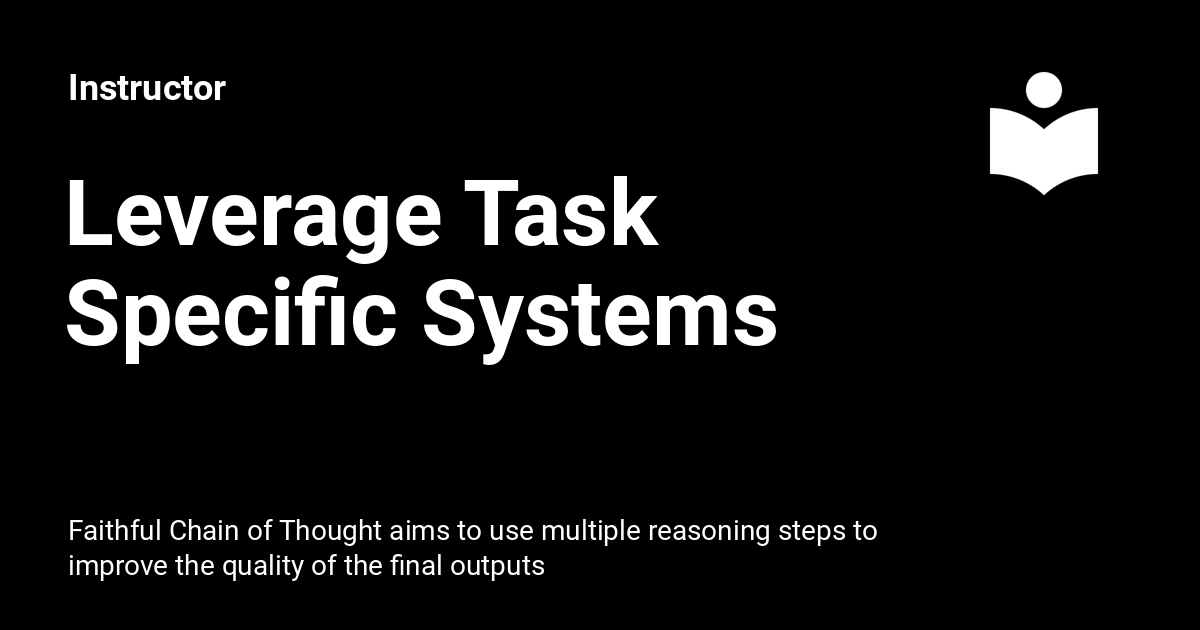 Instructor
Leverage Task
Specific Systems
Faithful Chain of Thought aims to use multiple reasoning steps to
improve the quality of the final outputs